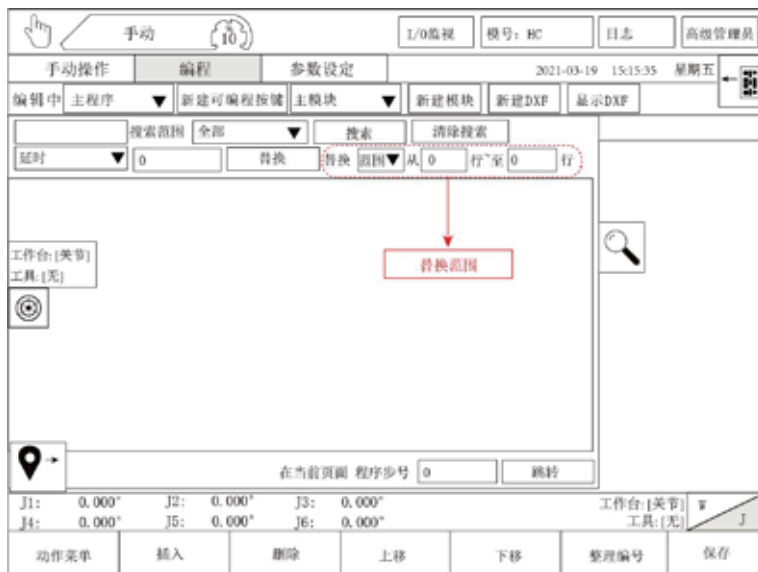 手动 10 I/O监视 模号: HC 日志 高级管理员
手动操作 编程 参数设定 2021-03-19 15:15:35 星期五
编辑中 主程序 新建可编程按键 主模块 新建模块 新建DXF 显示DXF
搜索范围 全部 搜索 清除搜索
延时 0 替换 替换 范围 从 0 行~至 0 行
替换范围
工作台:[关节]
工具:[无]
在当前页面 程序步号 0 跳转
J1: 0.000° J2: 0.000° J3: 0.000° 工作台:[关节] W
J4: 0.000° J5: 0.000° J6: 0.000° 工具:[无] J
动作菜单 插入 删除 上移 下移 整理编号 保存